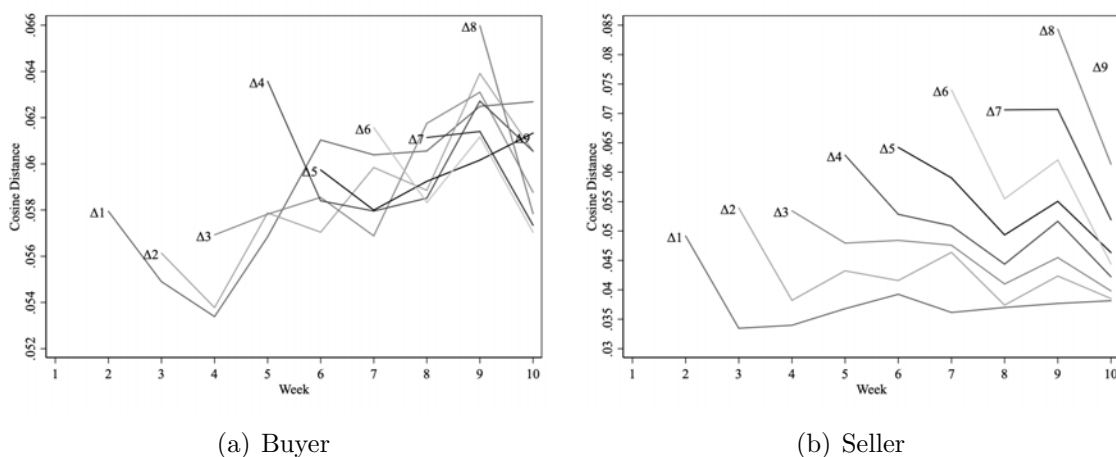 .066
.064
.062
.06
.058
.056
.054
.052
Cosine Distance
Δ1
Δ2
Δ3
Δ4
Δ5
Δ6
Δ7
Δ8
Δ9
1 2 3 4 5 6 7 8 9 10
Week
(a) Buyer
.085
.08
.075
.07
.065
.06
.055
.05
.045
.04
.035
.03
Cosine Distance
Δ1
Δ2
Δ3
Δ4
Δ5
Δ6
Δ7
Δ8
Δ9
1 2 3 4 5 6 7 8 9 10
Week
(b) Seller